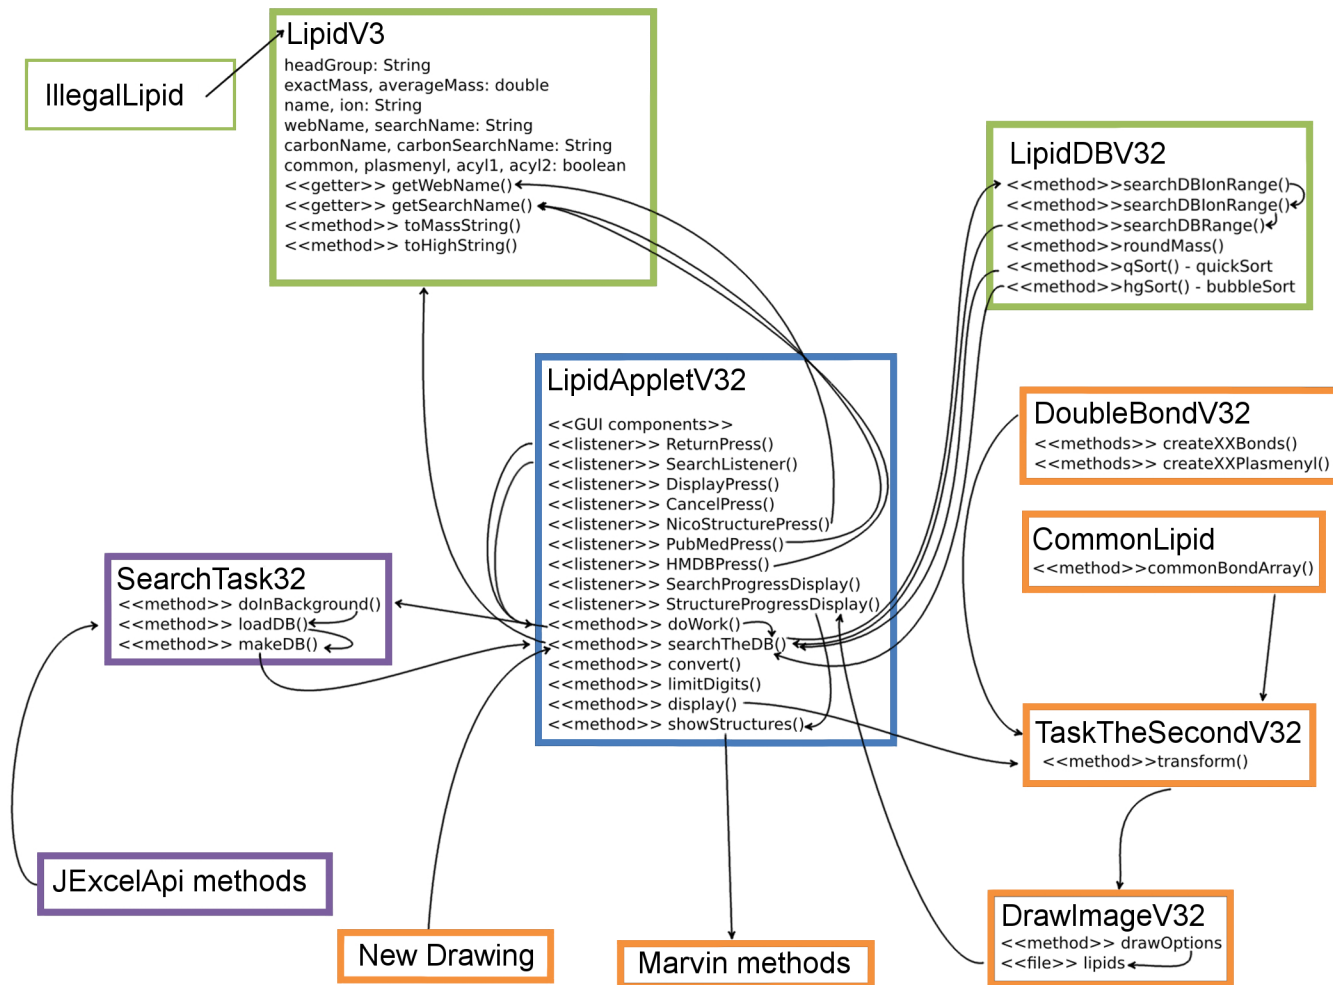 IllegalLipid
LipidV3
headGroup: String
exactMass, averageMass: double
name, ion: String
webName, searchName: String
carbonName, carbonSearchName: String
common, plasmenyl, acyl1, acyl2: boolean
<<getter>> getWebName()
<<getter>> getSearchName()
<<method>> toMassString()
<<method>> toHighString()
LipidDBV32
<<method>>searchDBIonRange()
<<method>>searchDBIonRange()
<<method>>searchDBRange()
<<method>>roundMass()
<<method>>qSort() - quickSort
<<method>>hgSort() - bubbleSort
LipidAppletV32
<<GUI components>>
<<listener>> ReturnPress()
<<listener>> SearchListener()
<<listener>> DisplayPress()
<<listener>> CancelPress()
<<listener>> NicoStructurePress()
<<listener>> PubMedPress()
<<listener>> HMDBPress()
<<listener>> SearchProgressDisplay()
<<listener>> StructureProgressDisplay()
<<method>> doWork()
<<method>> searchTheDB()
<<method>> convert()
<<method>> limitDigits()
<<method>> display()
<<method>> showStructures()
DoubleBondV32
<<methods>> createXXBonds()
<<methods>> createXXPlasmenyl()
CommonLipid
<<method>>commonBondArray()
SearchTask32
<<method>> doInBackground()
<<method>> loadDB()
<<method>> makeDB()
TaskTheSecondV32
<<method>>transform()
JExcelApi methods
New Drawing
Marvin methods
DrawImageV32
<<method>> drawOptions
<<file>> lipids